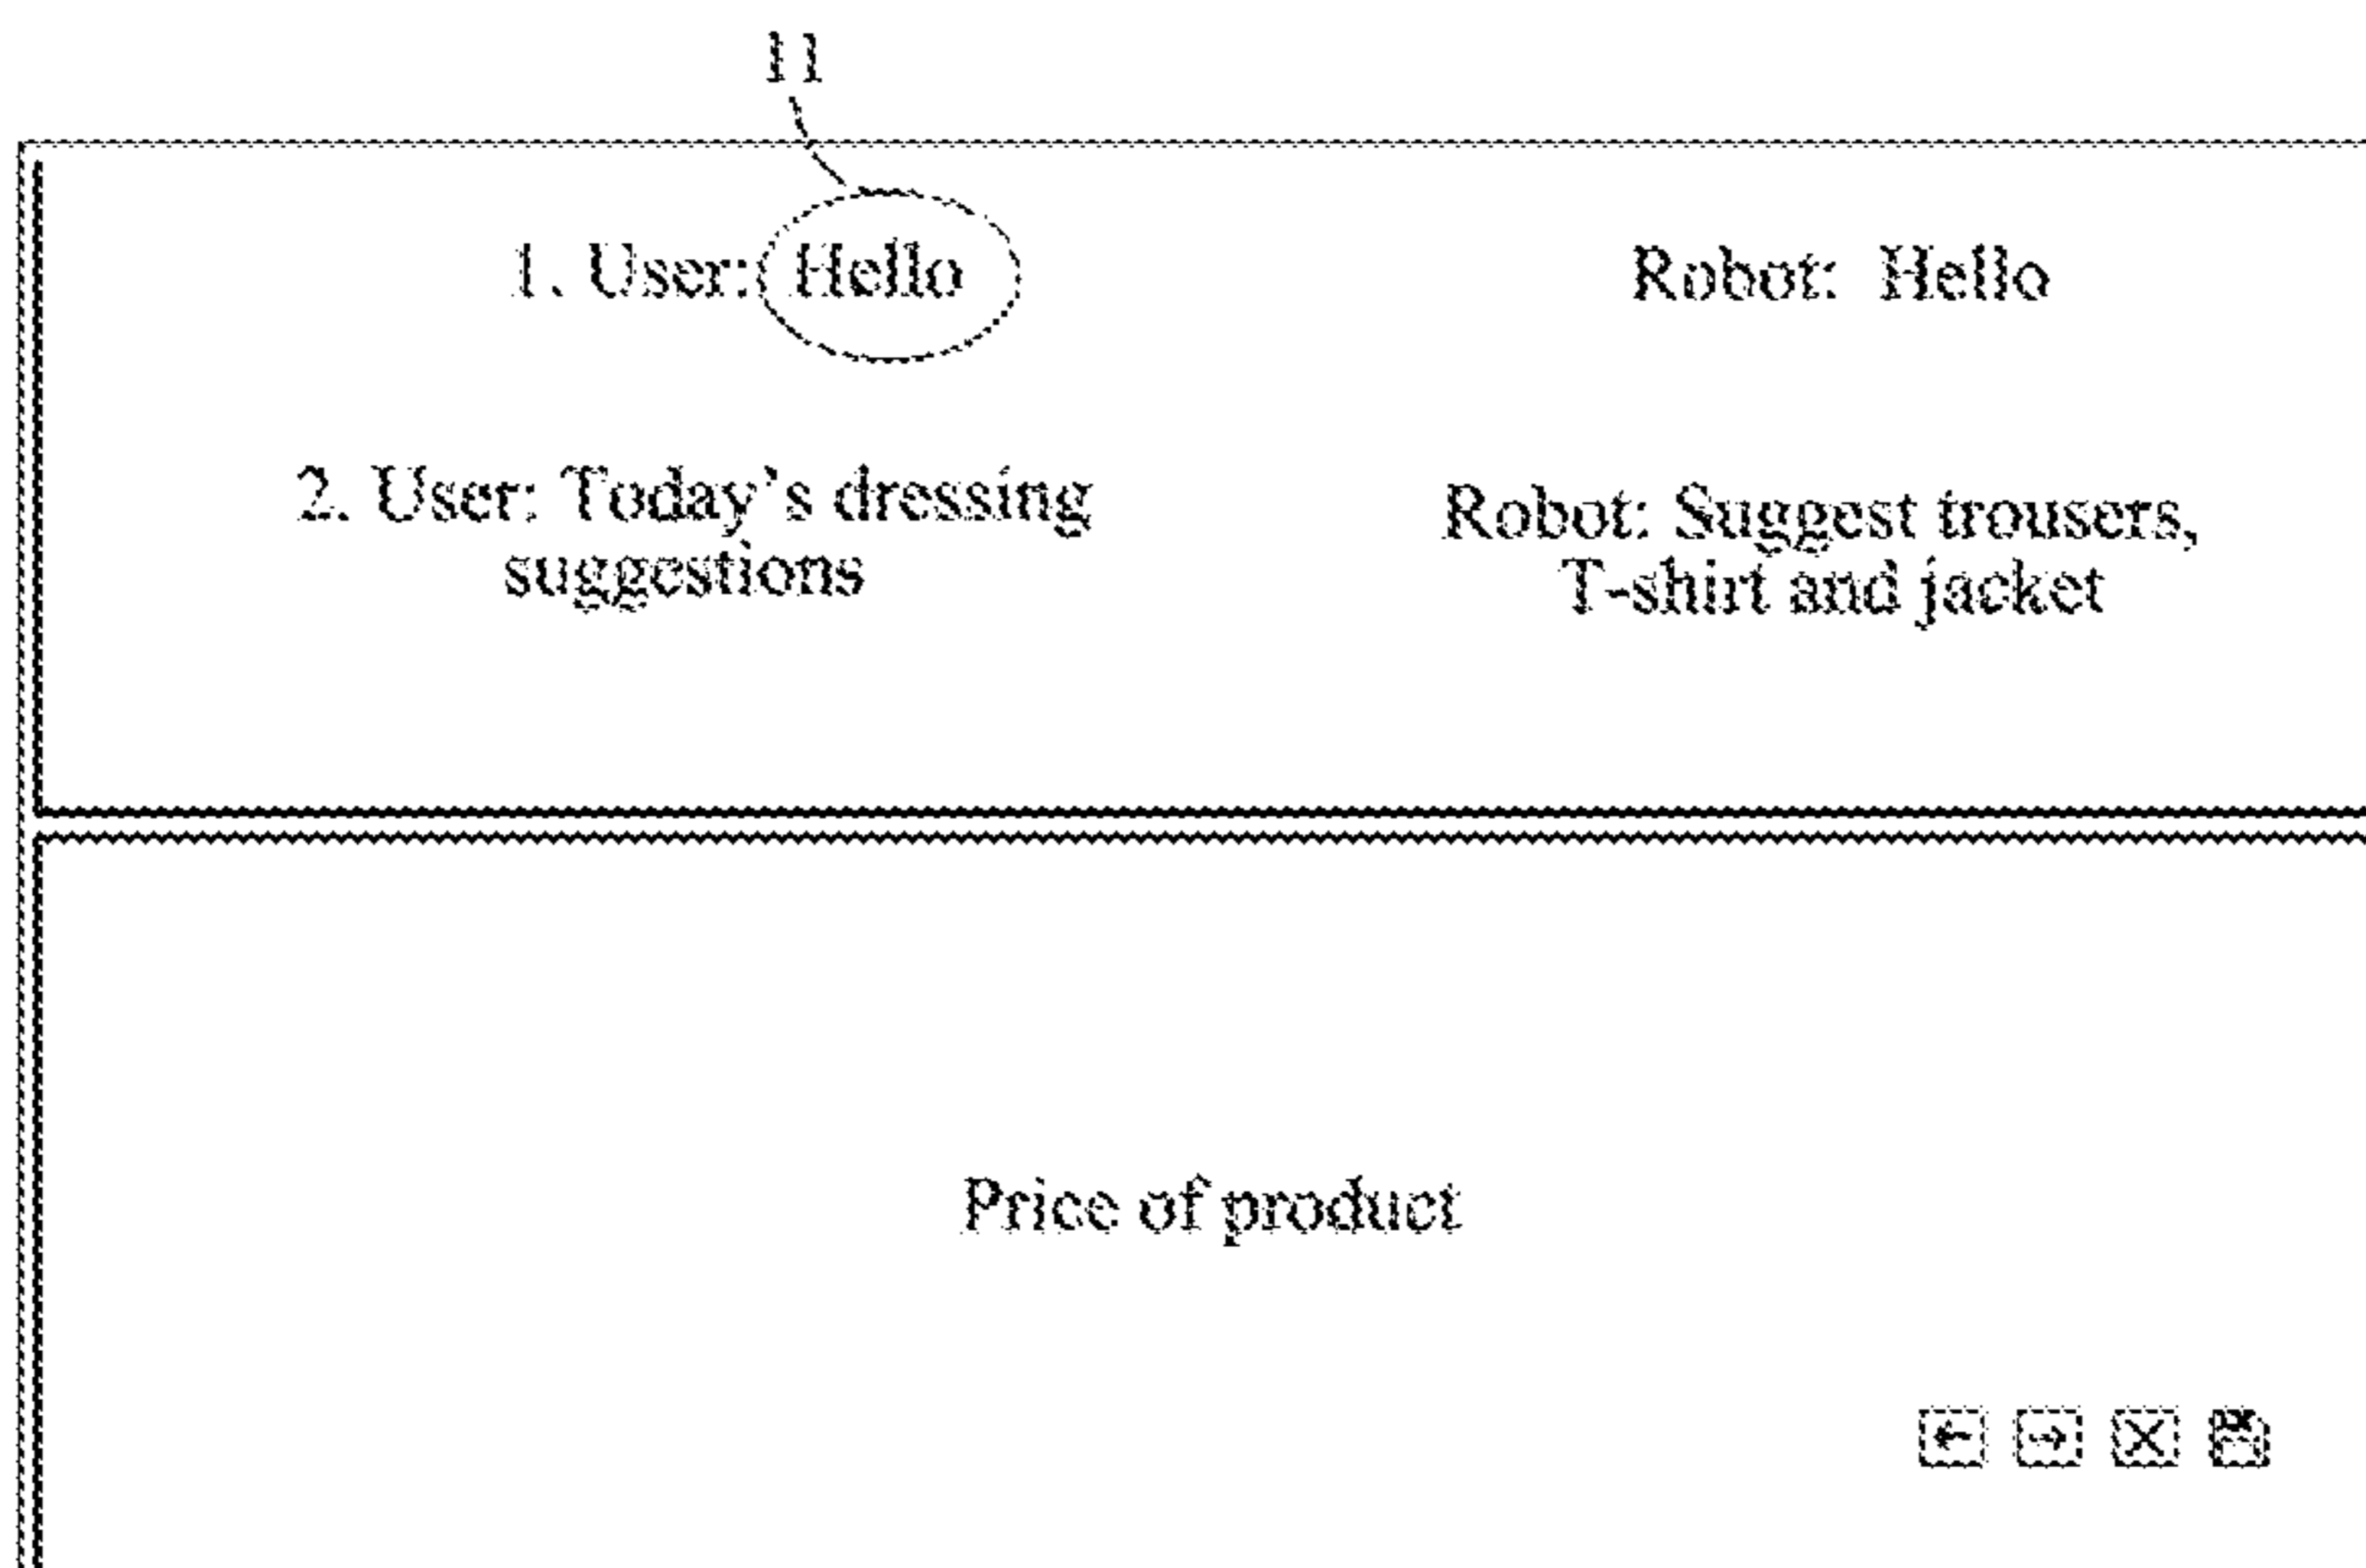 11
1. User: Hello
Robot: Hello
2. User: Today's dressing
suggestions
Robot: Suggest trousers,
T-shirt and jacket
Price of product